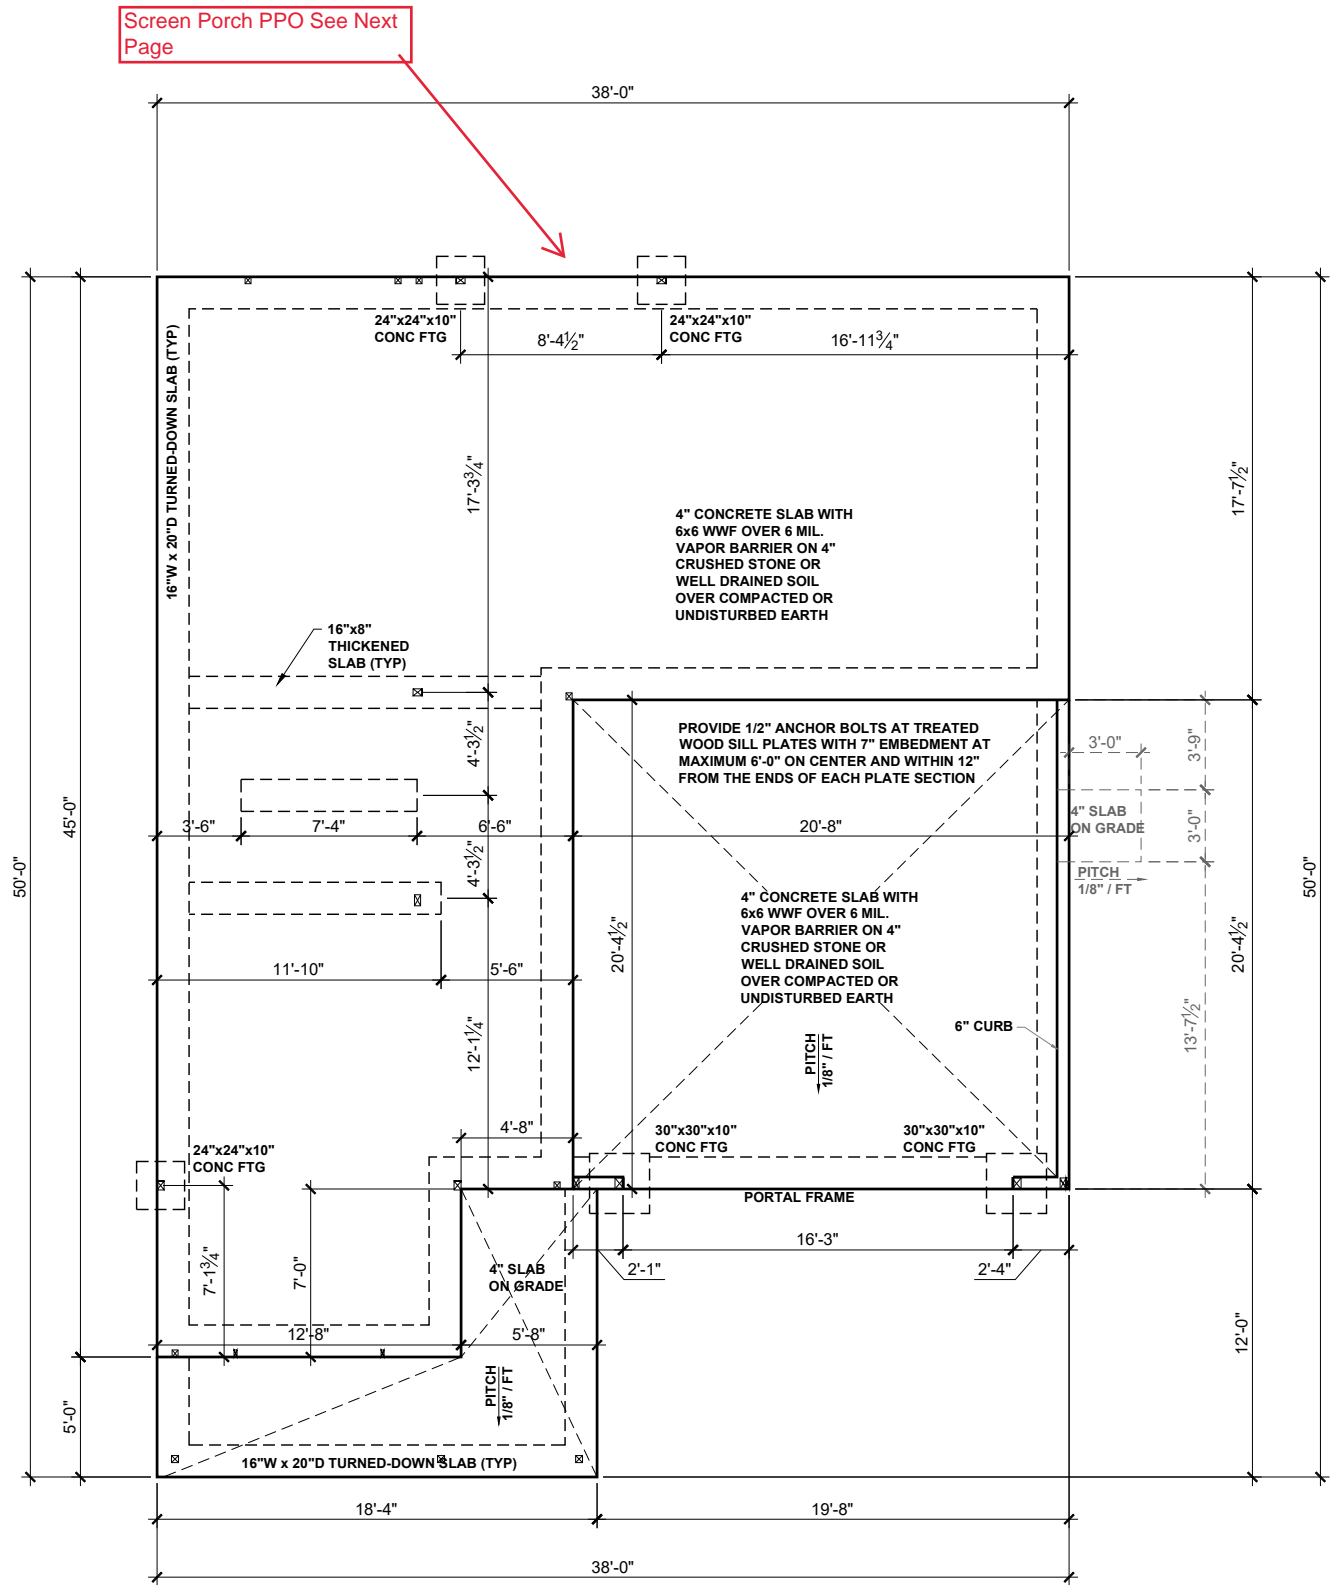 Screen Porch PPO See Next
Page
38'-0"
24"x24"x10"
CONC FTG
8'-4½"
24"x24"x10"
CONC FTG
16'-11¾"
16"W x 20"D TURNED-DOWN SLAB (TYP)
17'-3¾"
17'-7½"
4" CONCRETE SLAB WITH
6x6 WWF OVER 6 MIL.
VAPOR BARRIER ON 4"
CRUSHED STONE OR
WELL DRAINED SOIL
OVER COMPACTED OR
UNDISTURBED EARTH
16"x8"
THICKENED
SLAB (TYP)
PROVIDE 1/2" ANCHOR BOLTS AT TREATED
WOOD SILL PLATES WITH 7" EMBEDMENT AT
MAXIMUM 6'-0" ON CENTER AND WITHIN 12"
FROM THE ENDS OF EACH PLATE SECTION
4'-3½"
3'-0"
3'-9"
45'-0"
50'-0"
3'-6"
7'-4"
6'-6"
20'-8"
4" SLAB
ON GRADE
3'-0"
50'-0"
4'-3½"
PITCH
1/8" / FT
4" CONCRETE SLAB WITH
6x6 WWF OVER 6 MIL.
VAPOR BARRIER ON 4"
CRUSHED STONE OR
WELL DRAINED SOIL
OVER COMPACTED OR
UNDISTURBED EARTH
20'-4½"
20'-4½"
11'-10"
5'-6"
12'-1¼"
6" CURB
13'-7½"
PITCH
1/8" / FT
4'-8"
30"x30"x10"
CONC FTG
30"x30"x10"
CONC FTG
24"x24"x10"
CONC FTG
PORTAL FRAME
16'-3"
2'-1"
2'-4"
7'-1¾"
7'-0"
4" SLAB
ON GRADE
12'-8"
5'-8"
12'-0"
PITCH
1/8" / FT
5'-0"
16"W x 20"D TURNED-DOWN SLAB (TYP)
18'-4"
19'-8"
38'-0"